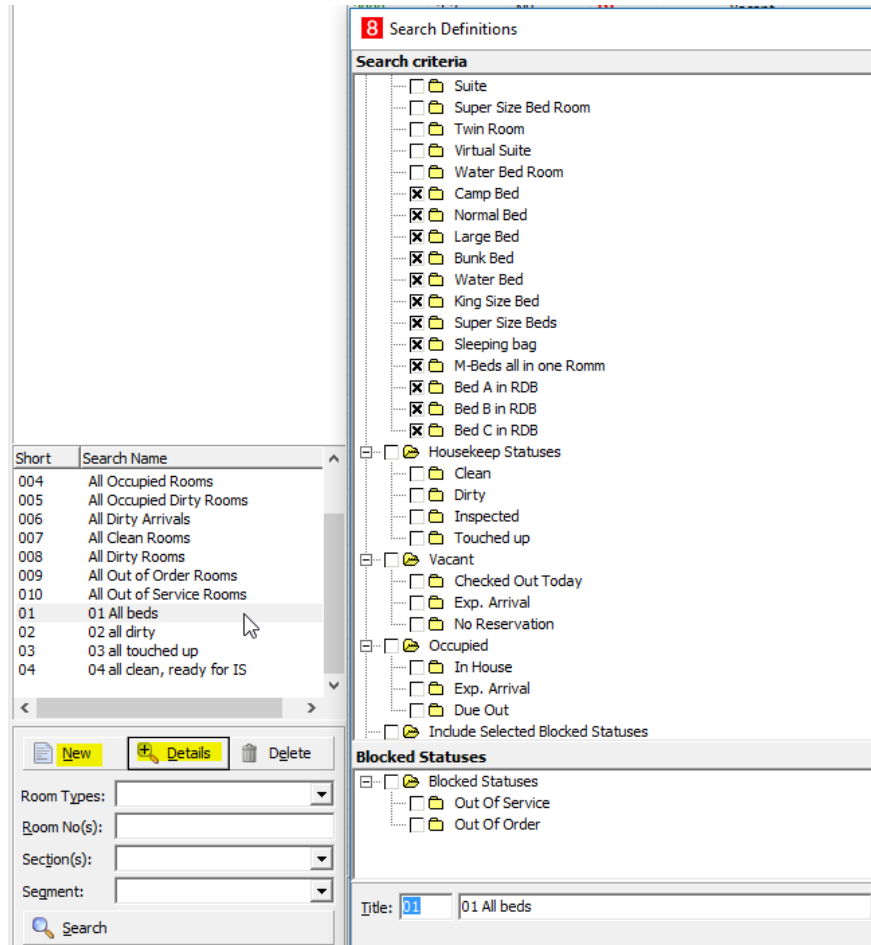 8 Search Definitions
Search criteria
Suite
Super Size Bed Room
Twin Room
Virtual Suite
Water Bed Room
Camp Bed
Normal Bed
Large Bed
Bunk Bed
Water Bed
King Size Bed
Super Size Beds
Sleeping bag
M-Beds all in one Romm
Bed A in RDB
Bed B in RDB
Bed C in RDB
Housekeep Statuses
Clean
Dirty
Inspected
Touched up
Vacant
Checked Out Today
Exp. Arrival
No Reservation
Occupied
In House
Exp. Arrival
Due Out
Include Selected Blocked Statuses
Blocked Statuses
Blocked Statuses
Out Of Service
Out Of Order
Title: 01 01 All beds
Short Search Name
004 All Occupied Rooms
005 All Occupied Dirty Rooms
006 All Dirty Arrivals
007 All Clean Rooms
008 All Dirty Rooms
009 All Out of Order Rooms
010 All Out of Service Rooms
01 01 All beds
02 02 all dirty
03 03 all touched up
04 04 all clean, ready for IS
New Details Delete
Room Types:
Room No(s):
Section(s):
Segment:
Search